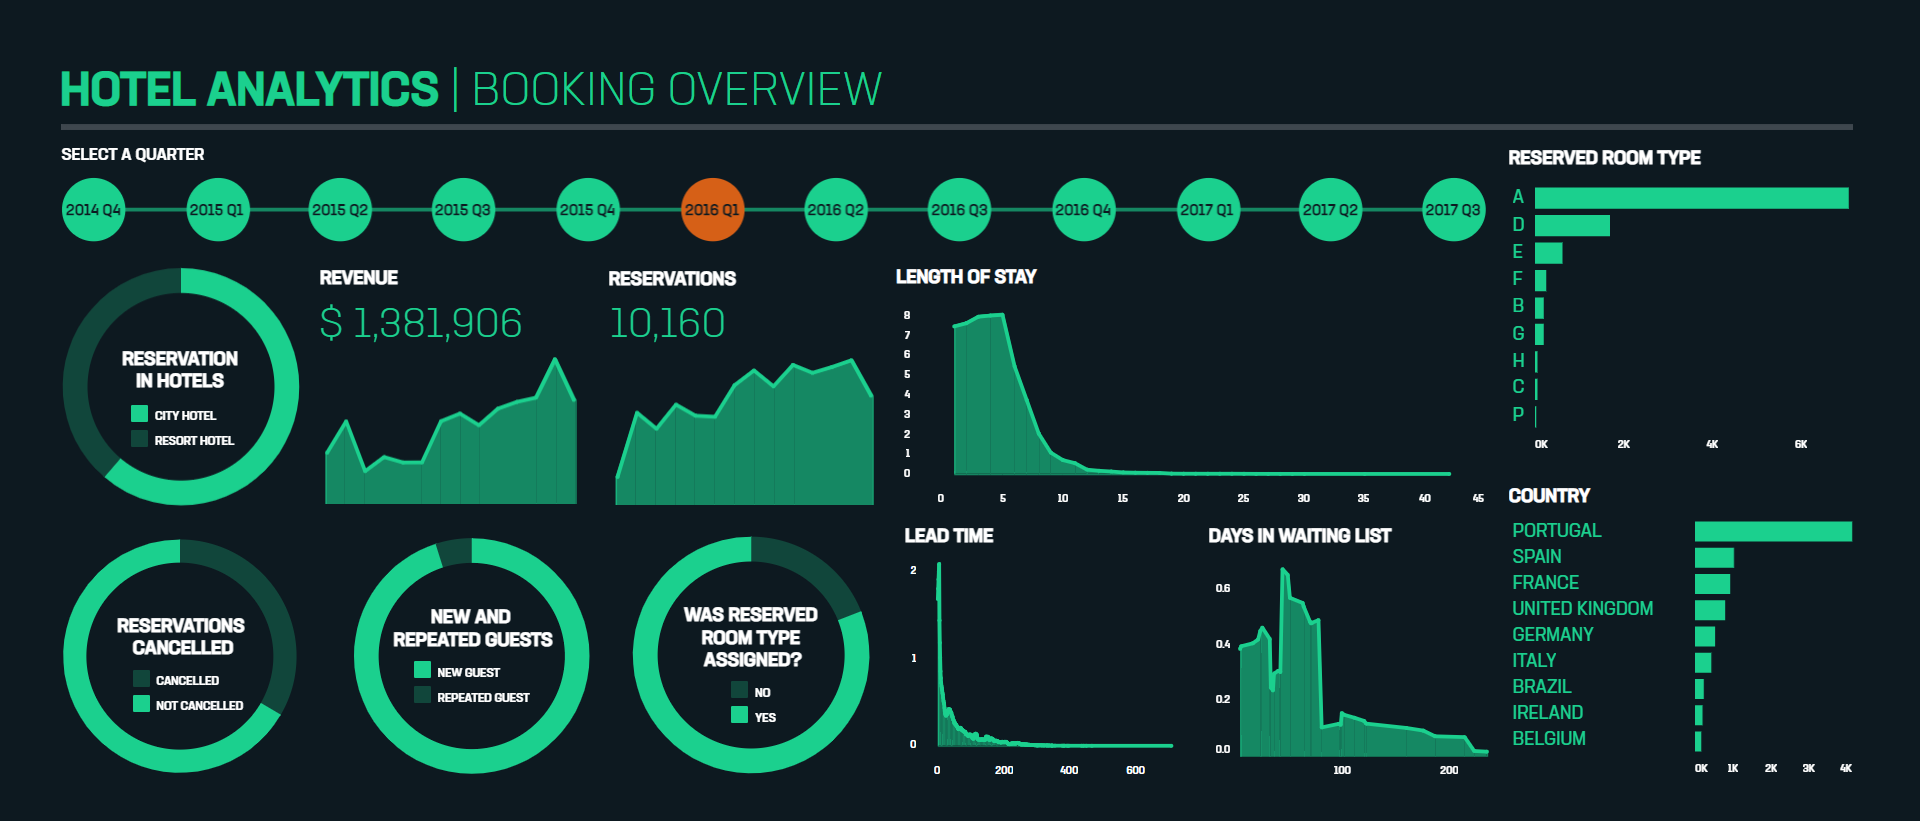 HOTEL ANALYTICS | BOOKING OVERVIEW
SELECT A QUARTER
2014 Q4 2015 Q1 2015 Q2 2015 Q3 2015 Q4 2016 Q1 2016 Q2 2016 Q3 2016 Q4 2017 Q1 2017 Q2 2017 Q3
RESERVATION
IN HOTELS
CITY HOTEL
RESORT HOTEL
REVENUE
$ 1,381,906
RESERVATIONS
10,160
LENGTH OF STAY
8
7
6
5
4
3
2
1
0
0 5 10 15 20 25 30 35 40 45
RESERVED ROOM TYPE
A
D
E
F
B
G
H
C
P
0K 2K 4K 6K
RESERVATIONS
CANCELLED
CANCELLED
NOT CANCELLED
NEW AND
REPEATED GUESTS
NEW GUEST
REPEATED GUEST
WAS RESERVED
ROOM TYPE
ASSIGNED?
NO
YES
LEAD TIME
2
1
0
0 200 400 600
DAYS IN WAITING LIST
0.6
0.4
0.2
0.0
100 200
COUNTRY
PORTUGAL
SPAIN
FRANCE
UNITED KINGDOM
GERMANY
ITALY
BRAZIL
IRELAND
BELGIUM
0K 1K 2K 3K 4K